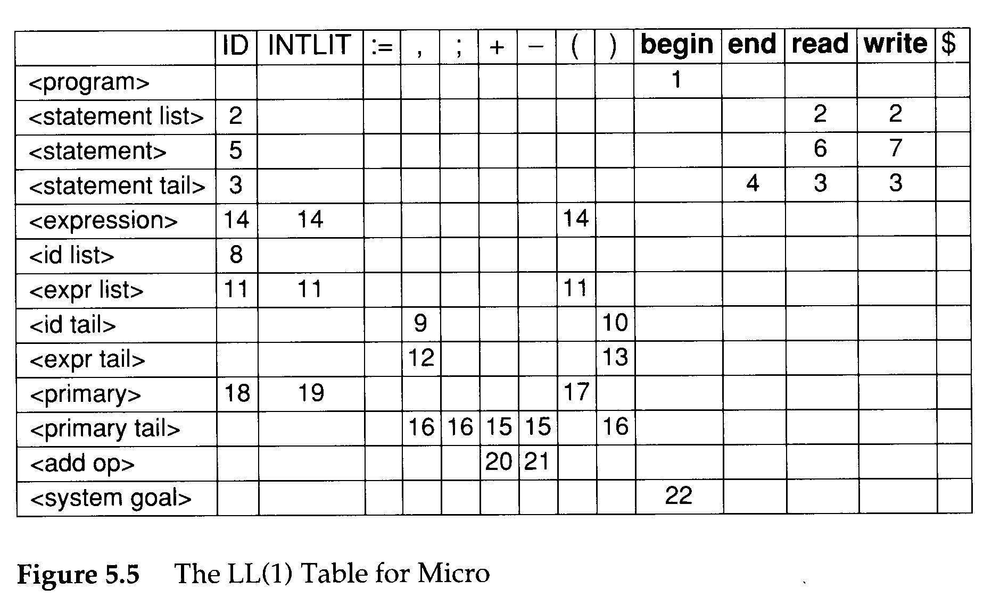 ID INTLIT := , ; + − ( ) begin end read write $
<program> 1
<statement list> 2 2 2
<statement> 5 6 7
<statement tail> 3 4 3 3
<expression> 14 14 14
<id list> 8
<expr list> 11 11 11
<id tail> 9 10
<expr tail> 12 13
<primary> 18 19 17
<primary tail> 16 16 15 15 16
<add op> 20 21
<system goal> 22
Figure 5.5 The LL(1) Table for Micro